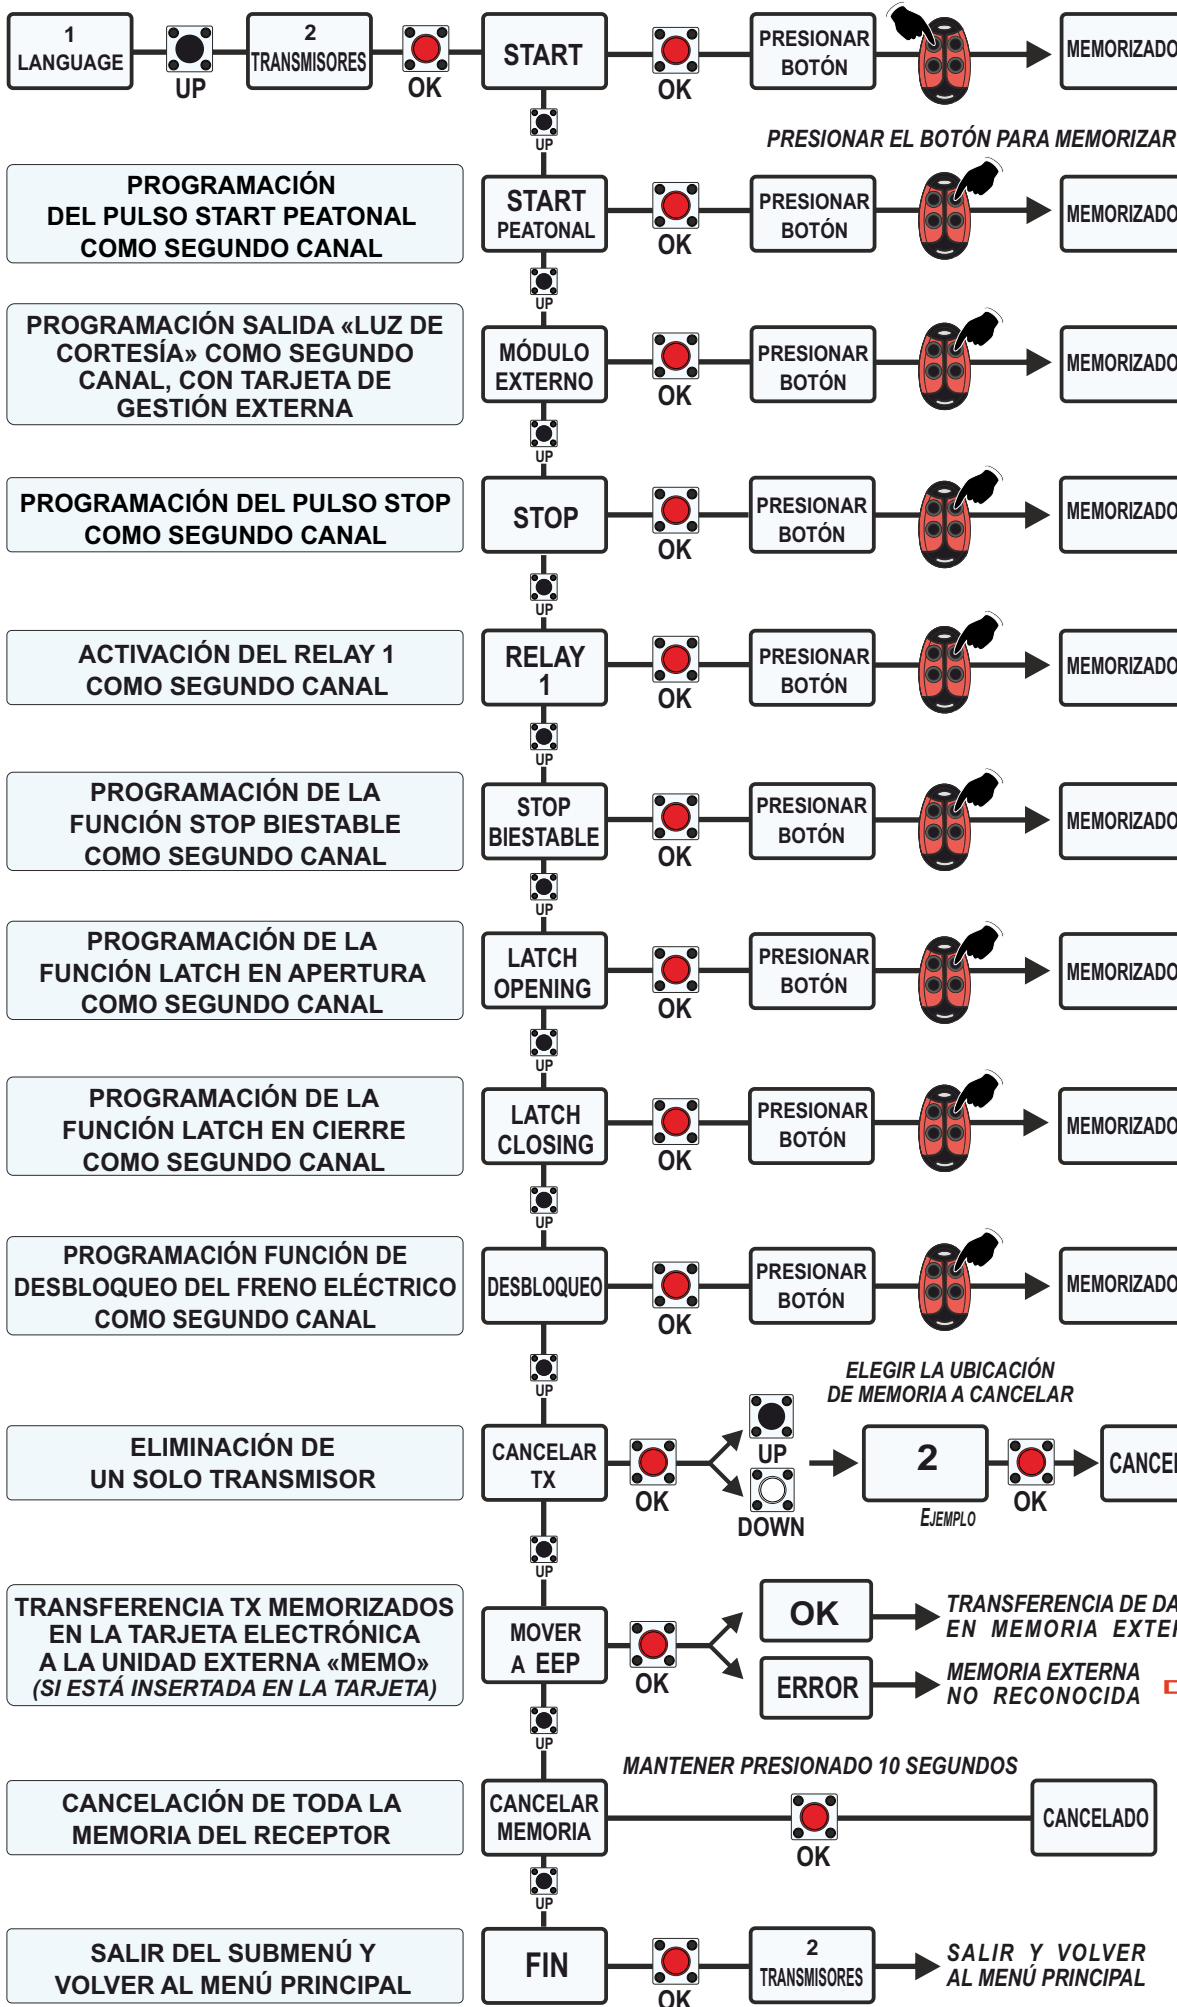 1
LANGUAGE
UP
2
TRANSMISORES
OK
START
OK
PRESIONAR
BOTÓN
MEMORIZADO
UP
PRESIONAR EL BOTÓN PARA MEMORIZAR
PROGRAMACIÓN
DEL PULSO START PEATONAL
COMO SEGUNDO CANAL
START
PEATONAL
OK
PRESIONAR
BOTÓN
MEMORIZADO
UP
PROGRAMACIÓN SALIDA «LUZ DE
CORTESÍA» COMO SEGUNDO
CANAL, CON TARJETA DE
GESTIÓN EXTERNA
MÓDULO
EXTERNO
OK
PRESIONAR
BOTÓN
MEMORIZADO
UP
PROGRAMACIÓN DEL PULSO STOP
COMO SEGUNDO CANAL
STOP
OK
PRESIONAR
BOTÓN
MEMORIZADO
UP
ACTIVACIÓN DEL RELAY 1
COMO SEGUNDO CANAL
RELAY
1
OK
PRESIONAR
BOTÓN
MEMORIZADO
UP
PROGRAMACIÓN DE LA
FUNCIÓN STOP BIESTABLE
COMO SEGUNDO CANAL
STOP
BIESTABLE
OK
PRESIONAR
BOTÓN
MEMORIZADO
UP
PROGRAMACIÓN DE LA
FUNCIÓN LATCH EN APERTURA
COMO SEGUNDO CANAL
LATCH
OPENING
OK
PRESIONAR
BOTÓN
MEMORIZADO
UP
PROGRAMACIÓN DE LA
FUNCIÓN LATCH EN CIERRE
COMO SEGUNDO CANAL
LATCH
CLOSING
OK
PRESIONAR
BOTÓN
MEMORIZADO
UP
PROGRAMACIÓN FUNCIÓN DE
DESBLOQUEO DEL FRENO ELÉCTRICO
COMO SEGUNDO CANAL
DESBLOQUEO
OK
PRESIONAR
BOTÓN
MEMORIZADO
UP
ELEGIR LA UBICACIÓN
DE MEMORIA A CANCELAR
ELIMINACIÓN DE
UN SOLO TRANSMISOR
CANCELAR
TX
OK
UP
DOWN
2
EJEMPLO
OK
CANCEL
UP
TRANSFERENCIA TX MEMORIZADOS
EN LA TARJETA ELECTRÓNICA
A LA UNIDAD EXTERNA «MEMO»
(SI ESTÁ INSERTADA EN LA TARJETA)
MOVER
A EEP
OK
OK
TRANSFERENCIA DE DA
EN MEMORIA EXTE
ERROR
MEMORIA EXTERNA
NO RECONOCIDA
UP
MANTENER PRESIONADO 10 SEGUNDOS
CANCELACIÓN DE TODA LA
MEMORIA DEL RECEPTOR
CANCELAR
MEMORIA
OK
CANCELADO
UP
SALIR DEL SUBMENÚ Y
VOLVER AL MENÚ PRINCIPAL
FIN
OK
2
TRANSMISORES
SALIR Y VOLVER
AL MENÚ PRINCIPAL